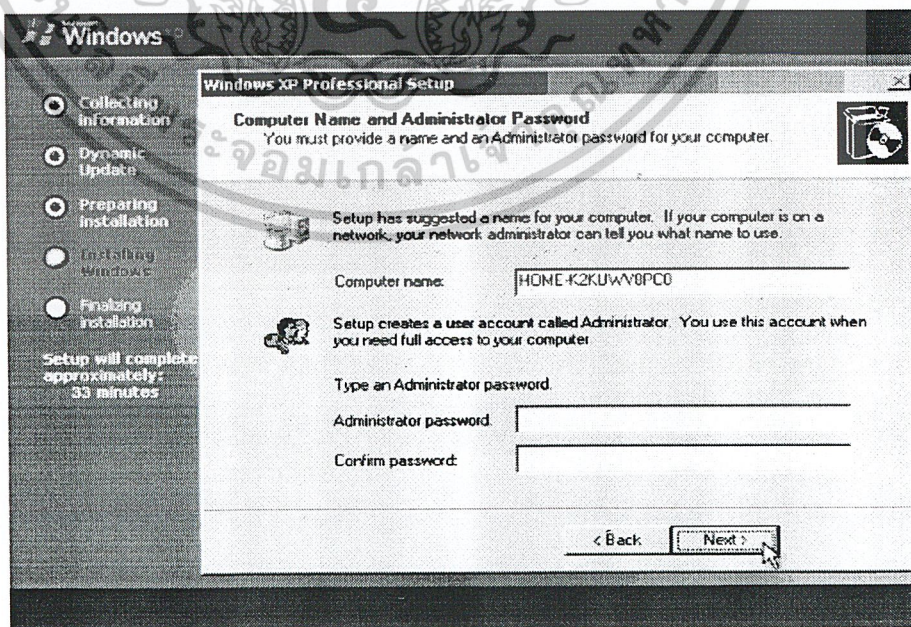 Windows
Collecting
information
Dynamic
Update
Preparing
installation
Installing
Windows
Finalizing
installation
Setup will complete
approximately:
33 minutes
Windows XP Professional Setup
Computer Name and Administrator Password
You must provide a name and an Administrator password for your computer.
Setup has suggested a name for your computer. If your computer is on a
network, your network administrator can tell you what name to use.
Computer name:
Setup creates a user account called Administrator. You use this account when
you need full access to your computer.
Type an Administrator password.
Administrator password:
Confirm password:
< Back
Next >